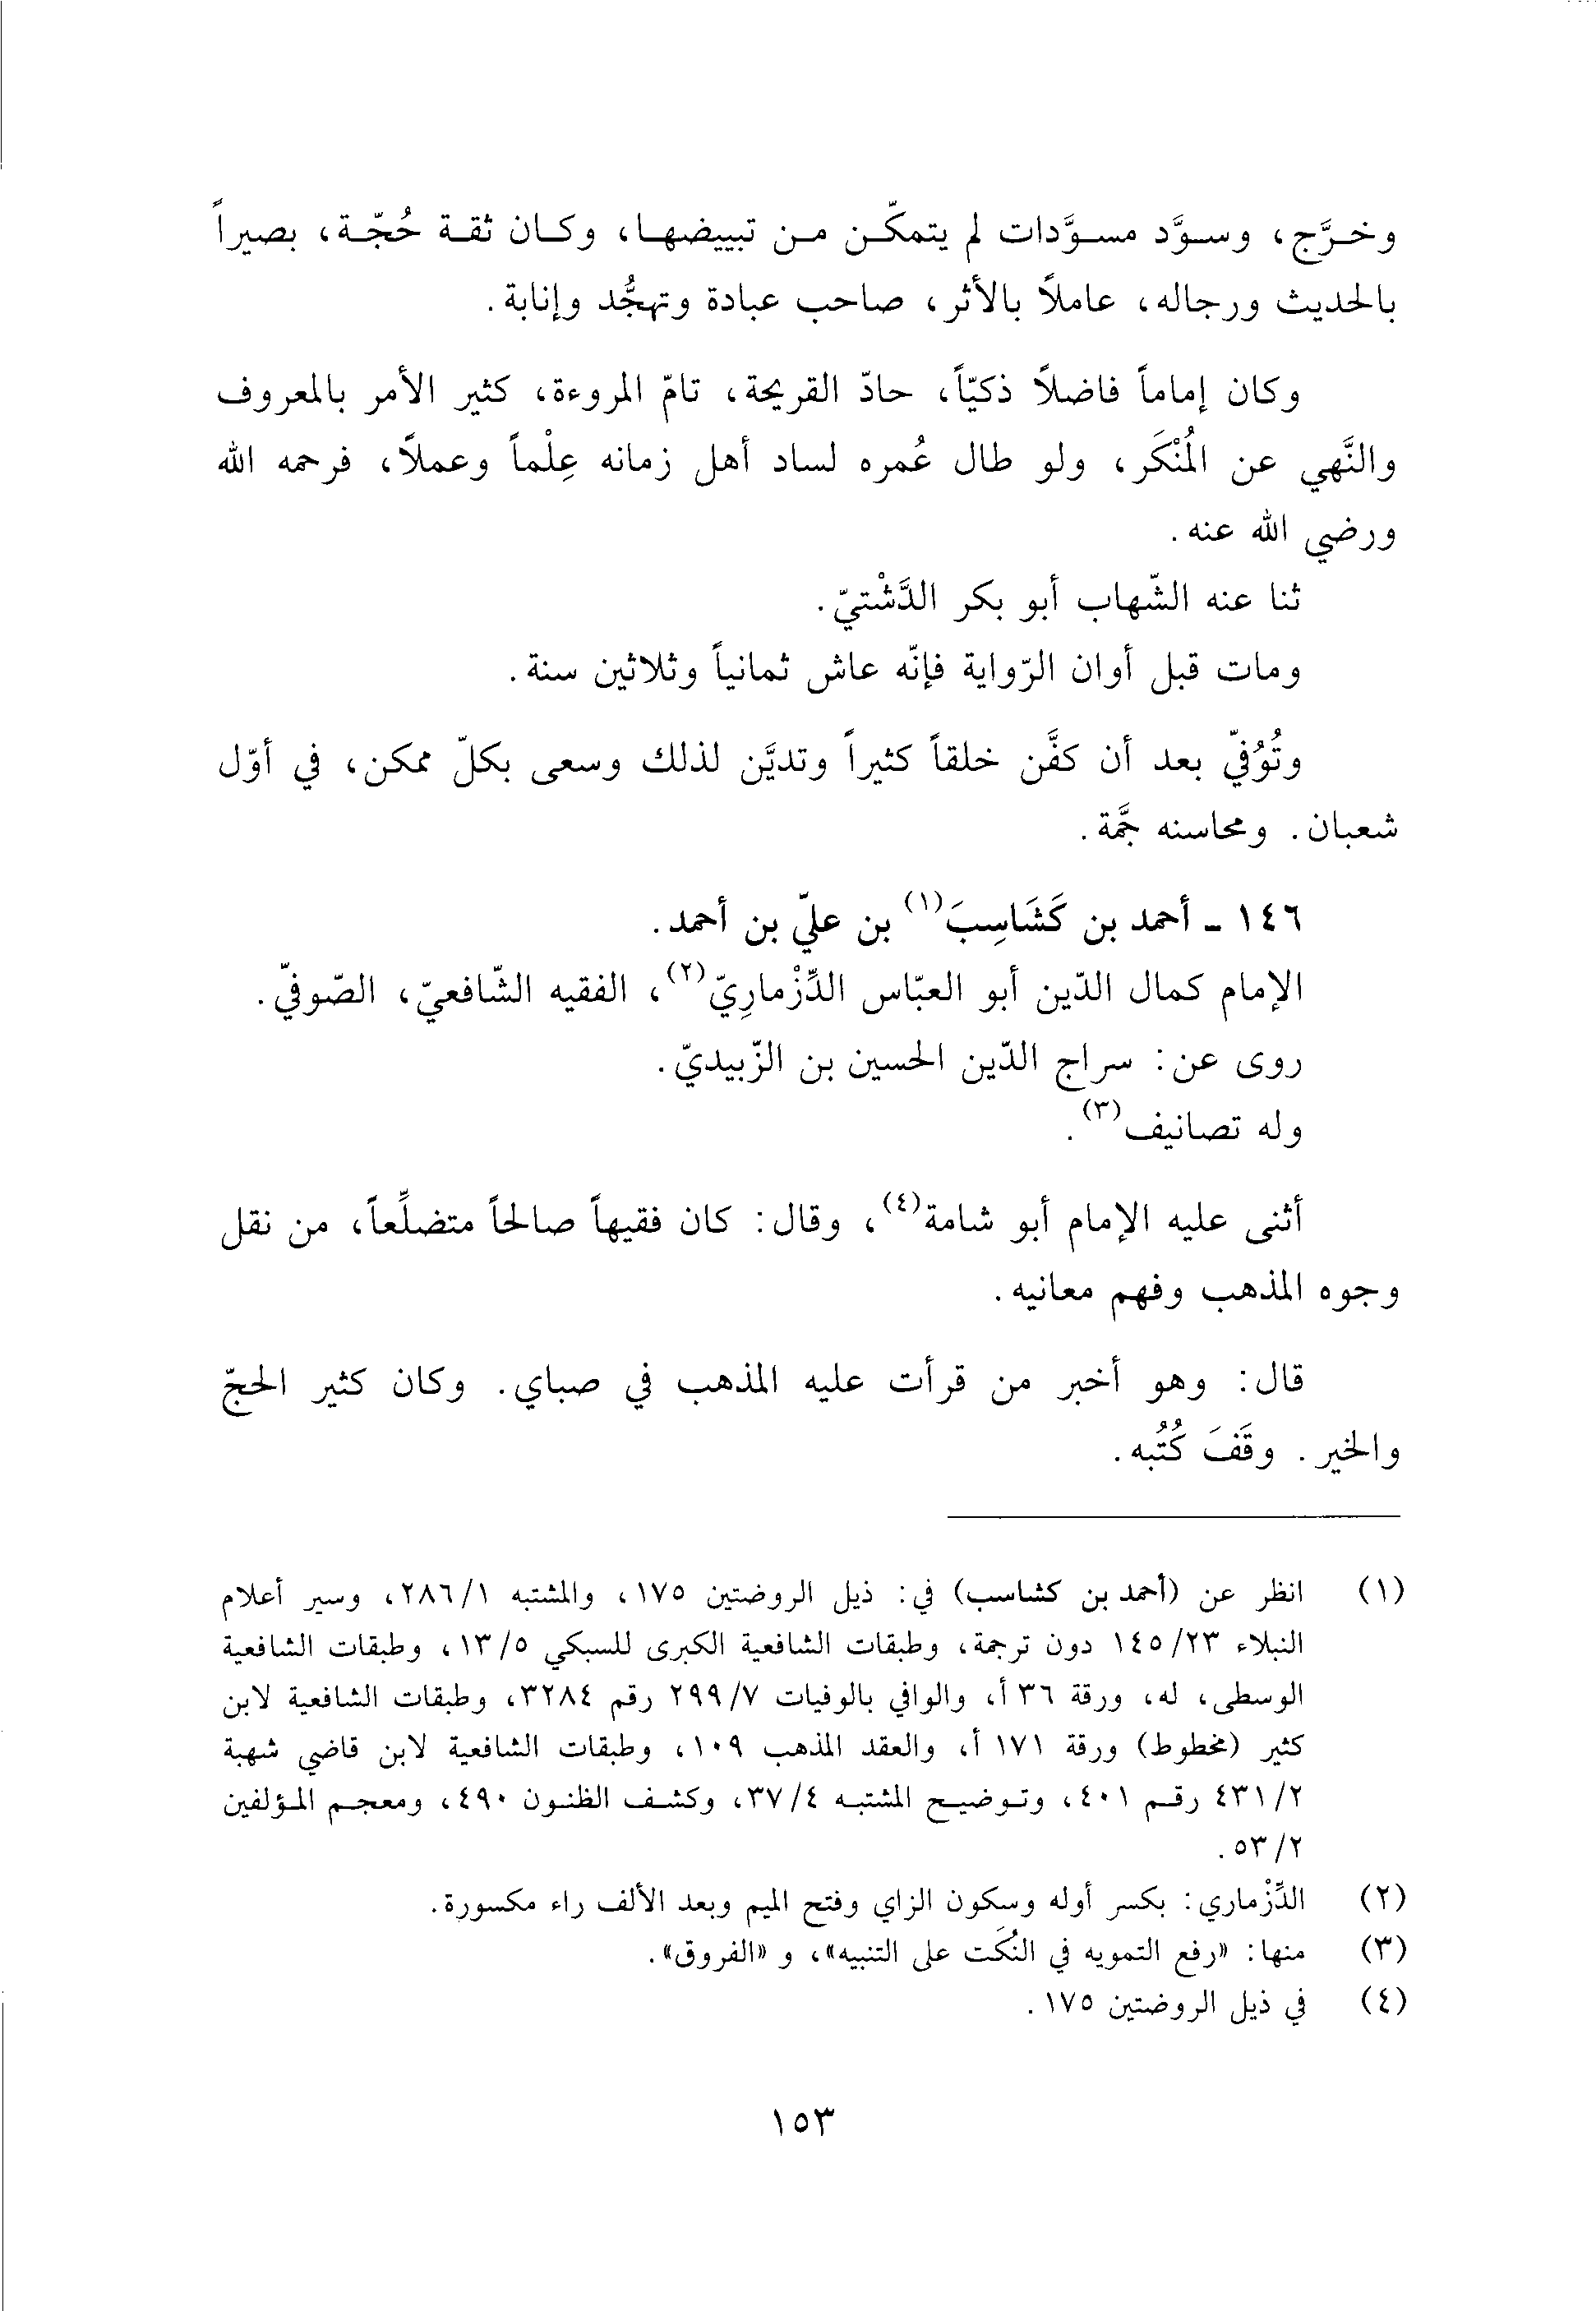 وخرَّج، وسوَّد مسوَّدات لم يتمكّن من تبييضها، وكان ثقة حُجّة، بصيراً
بالحديث ورجاله، عاملاً بالأثر، صاحب عبادة وتهجُّد وإنابة.
وكان إماماً فاضلاً ذكيّاً، حادّ القريحة، تامّ المروءة، كثير الأمر بالمعروف
والنَّهي عن المُنْكَر، ولو طال عُمره لساد أهل زمانه عِلْماً وعملاً، فرحمه الله
ورضي الله عنه.
ثنا عنه الشّهاب أبو بكر الدَّشْتيّ.
ومات قبل أوان الرّواية فإنّه عاش ثمانياً وثلاثين سنة.
وتُوُفّي بعد أن كفَّن خلقاً كثيراً وتديَّن لذلك وسعى بكلّ ممكن، في أوّل
شعبان. ومحاسنه جَّمة.
١٤٦ - أحمد بن كَشَاسِبَ(١) بن عليّ بن أحمد.
الإمام كمال الدّين أبو العبّاس الدِّزْمارِيّ(٢)، الفقيه الشّافعيّ، الصّوفيّ.
روى عن: سراج الدّين الحسين بن الزّبيديّ.
وله تصانيف(٣).
أثنى عليه الإمام أبو شامة(٤)، وقال: كان فقيهاً صالحاً متضلِّعاً، من نقل
وجوه المذهب وفهم معانيه.
قال: وهو أخبر من قرأت عليه المذهب في صباي. وكان كثير الحجّ
والخير. وقَفَ كُتُبه.
(١) انظر عن (أحمد بن كشاسب) في: ذيل الروضتين ١٧٥، والمشتبه ٢٨٦/١، وسير أعلام
النبلاء ١٤٥/٢٣ دون ترجمة، وطبقات الشافعية الكبرى للسبكي ١٣/٥، وطبقات الشافعية
الوسطى، له، ورقة ٣٦ أ، والوافي بالوفيات ٢٩٩/٧ رقم ٣٢٨٤، وطبقات الشافعية لابن
كثير (مخطوط) ورقة ١٧١ أ، والعقد المذهب ١٠٩، وطبقات الشافعية لابن قاضي شهبة
٤٣١/٢ رقم ٤٠١، وتوضيح المشتبه ٣٧/٤، وكشف الظنون ٤٩٠، ومعجم المؤلفين
٥٣/٢.
(٢) الدِّزْماري: بكسر أوله وسكون الزاي وفتح الميم وبعد الألف راء مكسورة.
(٣) منها: «رفع التمويه في النُكَت على التنبيه»، و «الفروق».
(٤) في ذيل الروضتين ١٧٥.
١٥٣